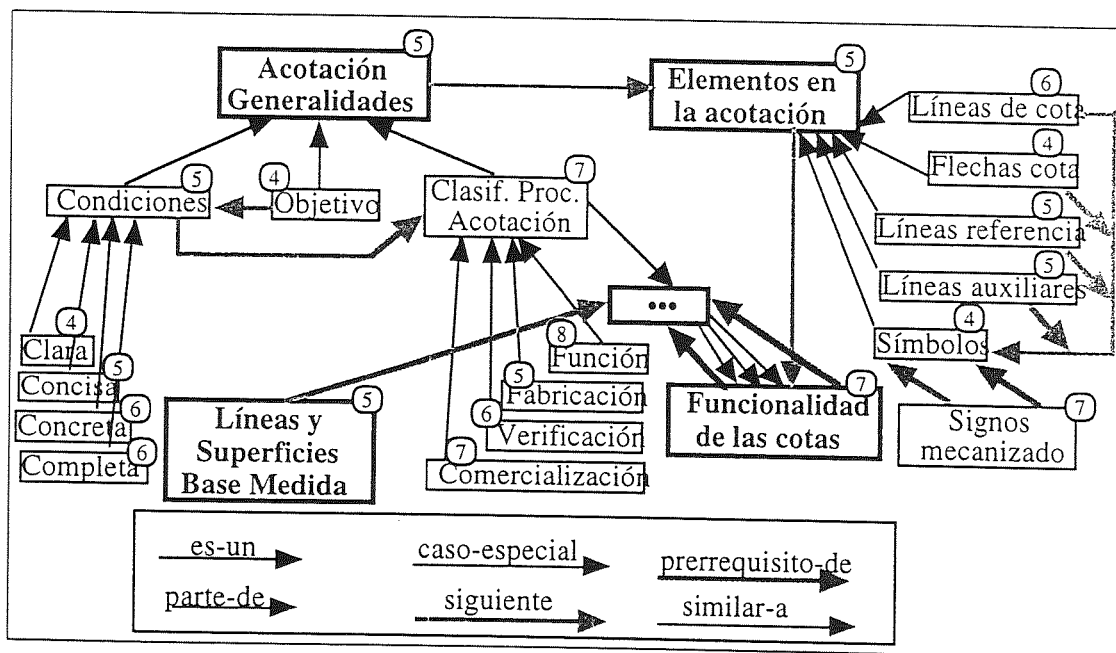 5
Acotación
Generalidades
5
Elementos en
la acotación
6
Líneas de cota
4
Flechas cota
5
Líneas referencia
5
Líneas auxiliares
4
Símbolos
7
Signos
mecanizado
5
Condiciones
4
Objetivo
7
Clasif. Proc.
Acotación
...
4
Clara
5
Concisa
6
Concreta
6
Completa
5
Líneas y
Superficies
Base Medida
8
Función
5
Fabricación
6
Verificación
7
Comercialización
7
Funcionalidad
de las cotas
es-un
caso-especial
prerrequisito-de
parte-de
siguiente
similar-a